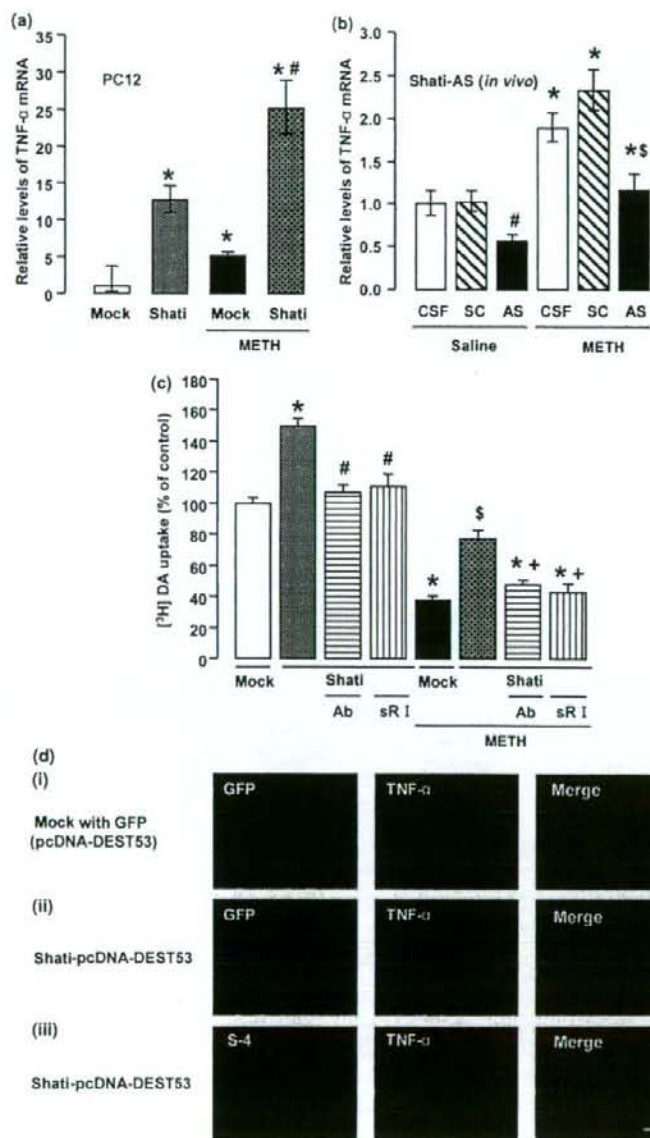 (a)
Relative levels of TNF-α mRNA
35
30
25
20
15
10
5
0
PC12
*
*
* #
Mock Shati Mock Shati
METH
(b)
Relative levels of TNF-α mRNA
3.0
2.5
2.0
1.5
1.0
0.5
0.0
Shati-AS (in vivo)
#
*
*
* $
CSF SC AS CSF SC AS
Saline METH
(c)
[³H] DA uptake (% of control)
180
160
140
120
100
80
60
40
20
0
*
#
#
*
$
* +
* +
Mock Shati Mock Shati
Ab sR I Ab sR I
METH
(d)
(i)
Mock with GFP
(pcDNA-DEST53)
GFP TNF-α Merge
(ii)
Shati-pcDNA-DEST53
GFP TNF-α Merge
(iii)
Shati-pcDNA-DEST53
S-4 TNF-α Merge